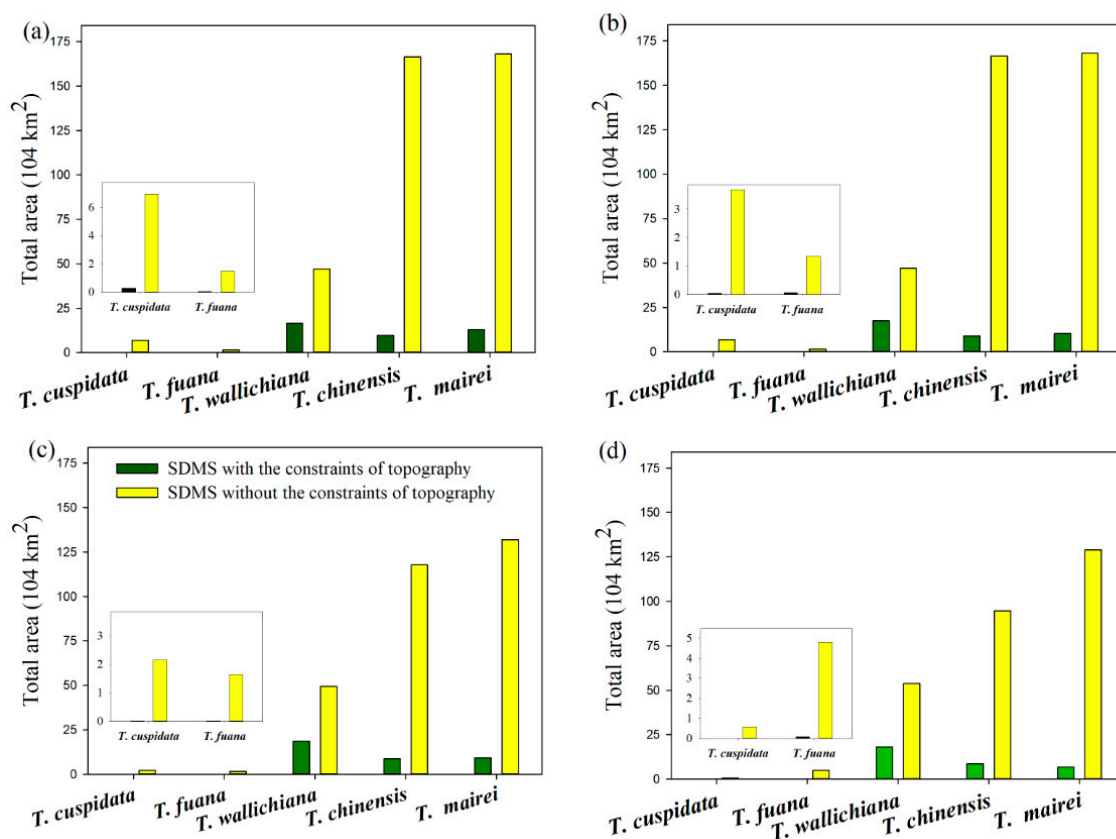 (a)
Total area (104 km²)
175
150
125
100
75
50
25
0
6
4
2
0
T. cuspidata T. fuana
T. cuspidata T. fuana T. wallichiana T. chinensis T. mairei
(b)
Total area (104 km²)
175
150
125
100
75
50
25
0
3
2
1
0
T. cuspidata T. fuana
T. cuspidata T. fuana T. wallichiana T. chinensis T. mairei
(c)
SDMS with the constraints of topography
SDMS without the constraints of topography
Total area (104 km²)
175
150
125
100
75
50
25
0
3
2
1
0
T. cuspidata T. fuana
T. cuspidata T. fuana T. wallichiana T. chinensis T. mairei
(d)
Total area (104 km²)
175
150
125
100
75
50
25
0
5
4
3
2
1
0
T. cuspidata T. fuana
T. cuspidata T. fuana T. wallichiana T. chinensis T. mairei